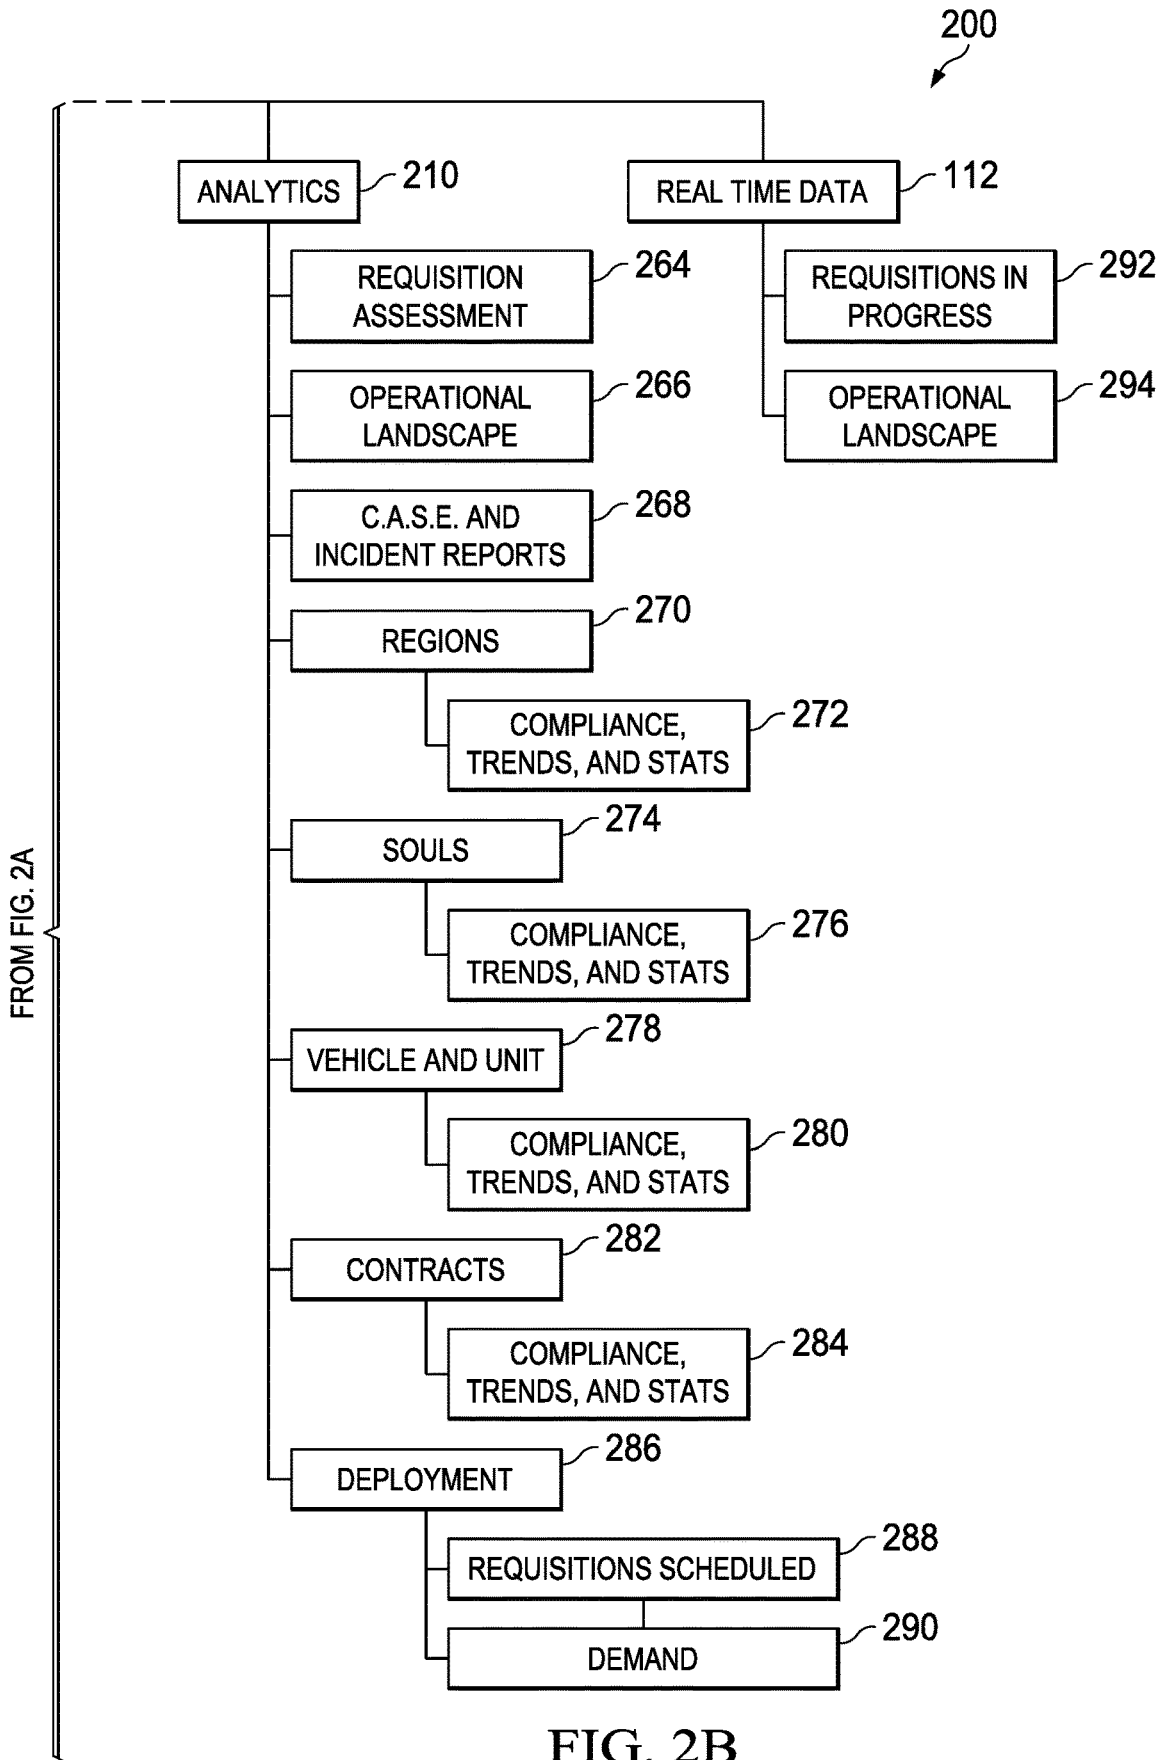 200
ANALYTICS
210
REAL TIME DATA
112
REQUISITION
ASSESSMENT
264
REQUISITIONS IN
PROGRESS
292
OPERATIONAL
LANDSCAPE
266
OPERATIONAL
LANDSCAPE
294
C.A.S.E. AND
INCIDENT REPORTS
268
REGIONS
270
COMPLIANCE,
TRENDS, AND STATS
272
SOULS
274
COMPLIANCE,
TRENDS, AND STATS
276
FROM FIG. 2A
VEHICLE AND UNIT
278
COMPLIANCE,
TRENDS, AND STATS
280
CONTRACTS
282
COMPLIANCE,
TRENDS, AND STATS
284
DEPLOYMENT
286
REQUISITIONS SCHEDULED
288
DEMAND
290
FIG. 2B